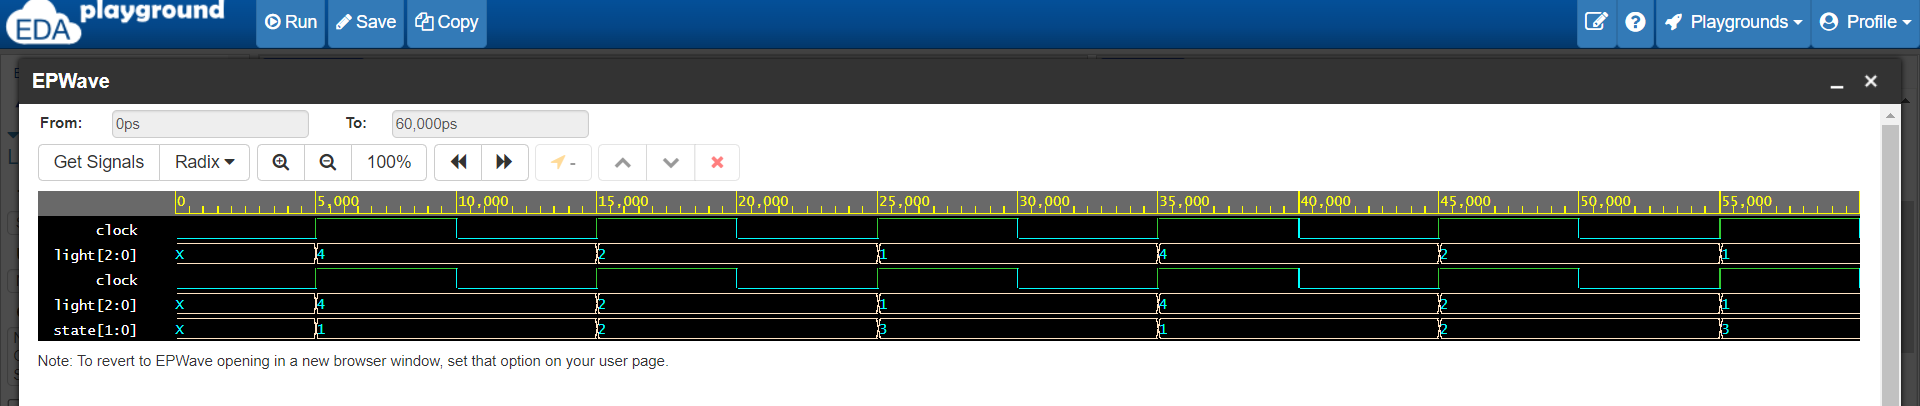 EDA playground Run Save Copy Playgrounds Profile
EPWave
From: 0ps To: 60,000ps
Get Signals Radix 100% -
0 5,000 10,000 15,000 20,000 25,000 30,000 35,000 40,000 45,000 50,000 55,000
clock
light[2:0] X 4 2 1 4 2 1
clock
light[2:0] X 4 2 1 4 2 1
state[1:0] X 1 2 3 1 2 3
Note: To revert to EPWave opening in a new browser window, set that option on your user page.